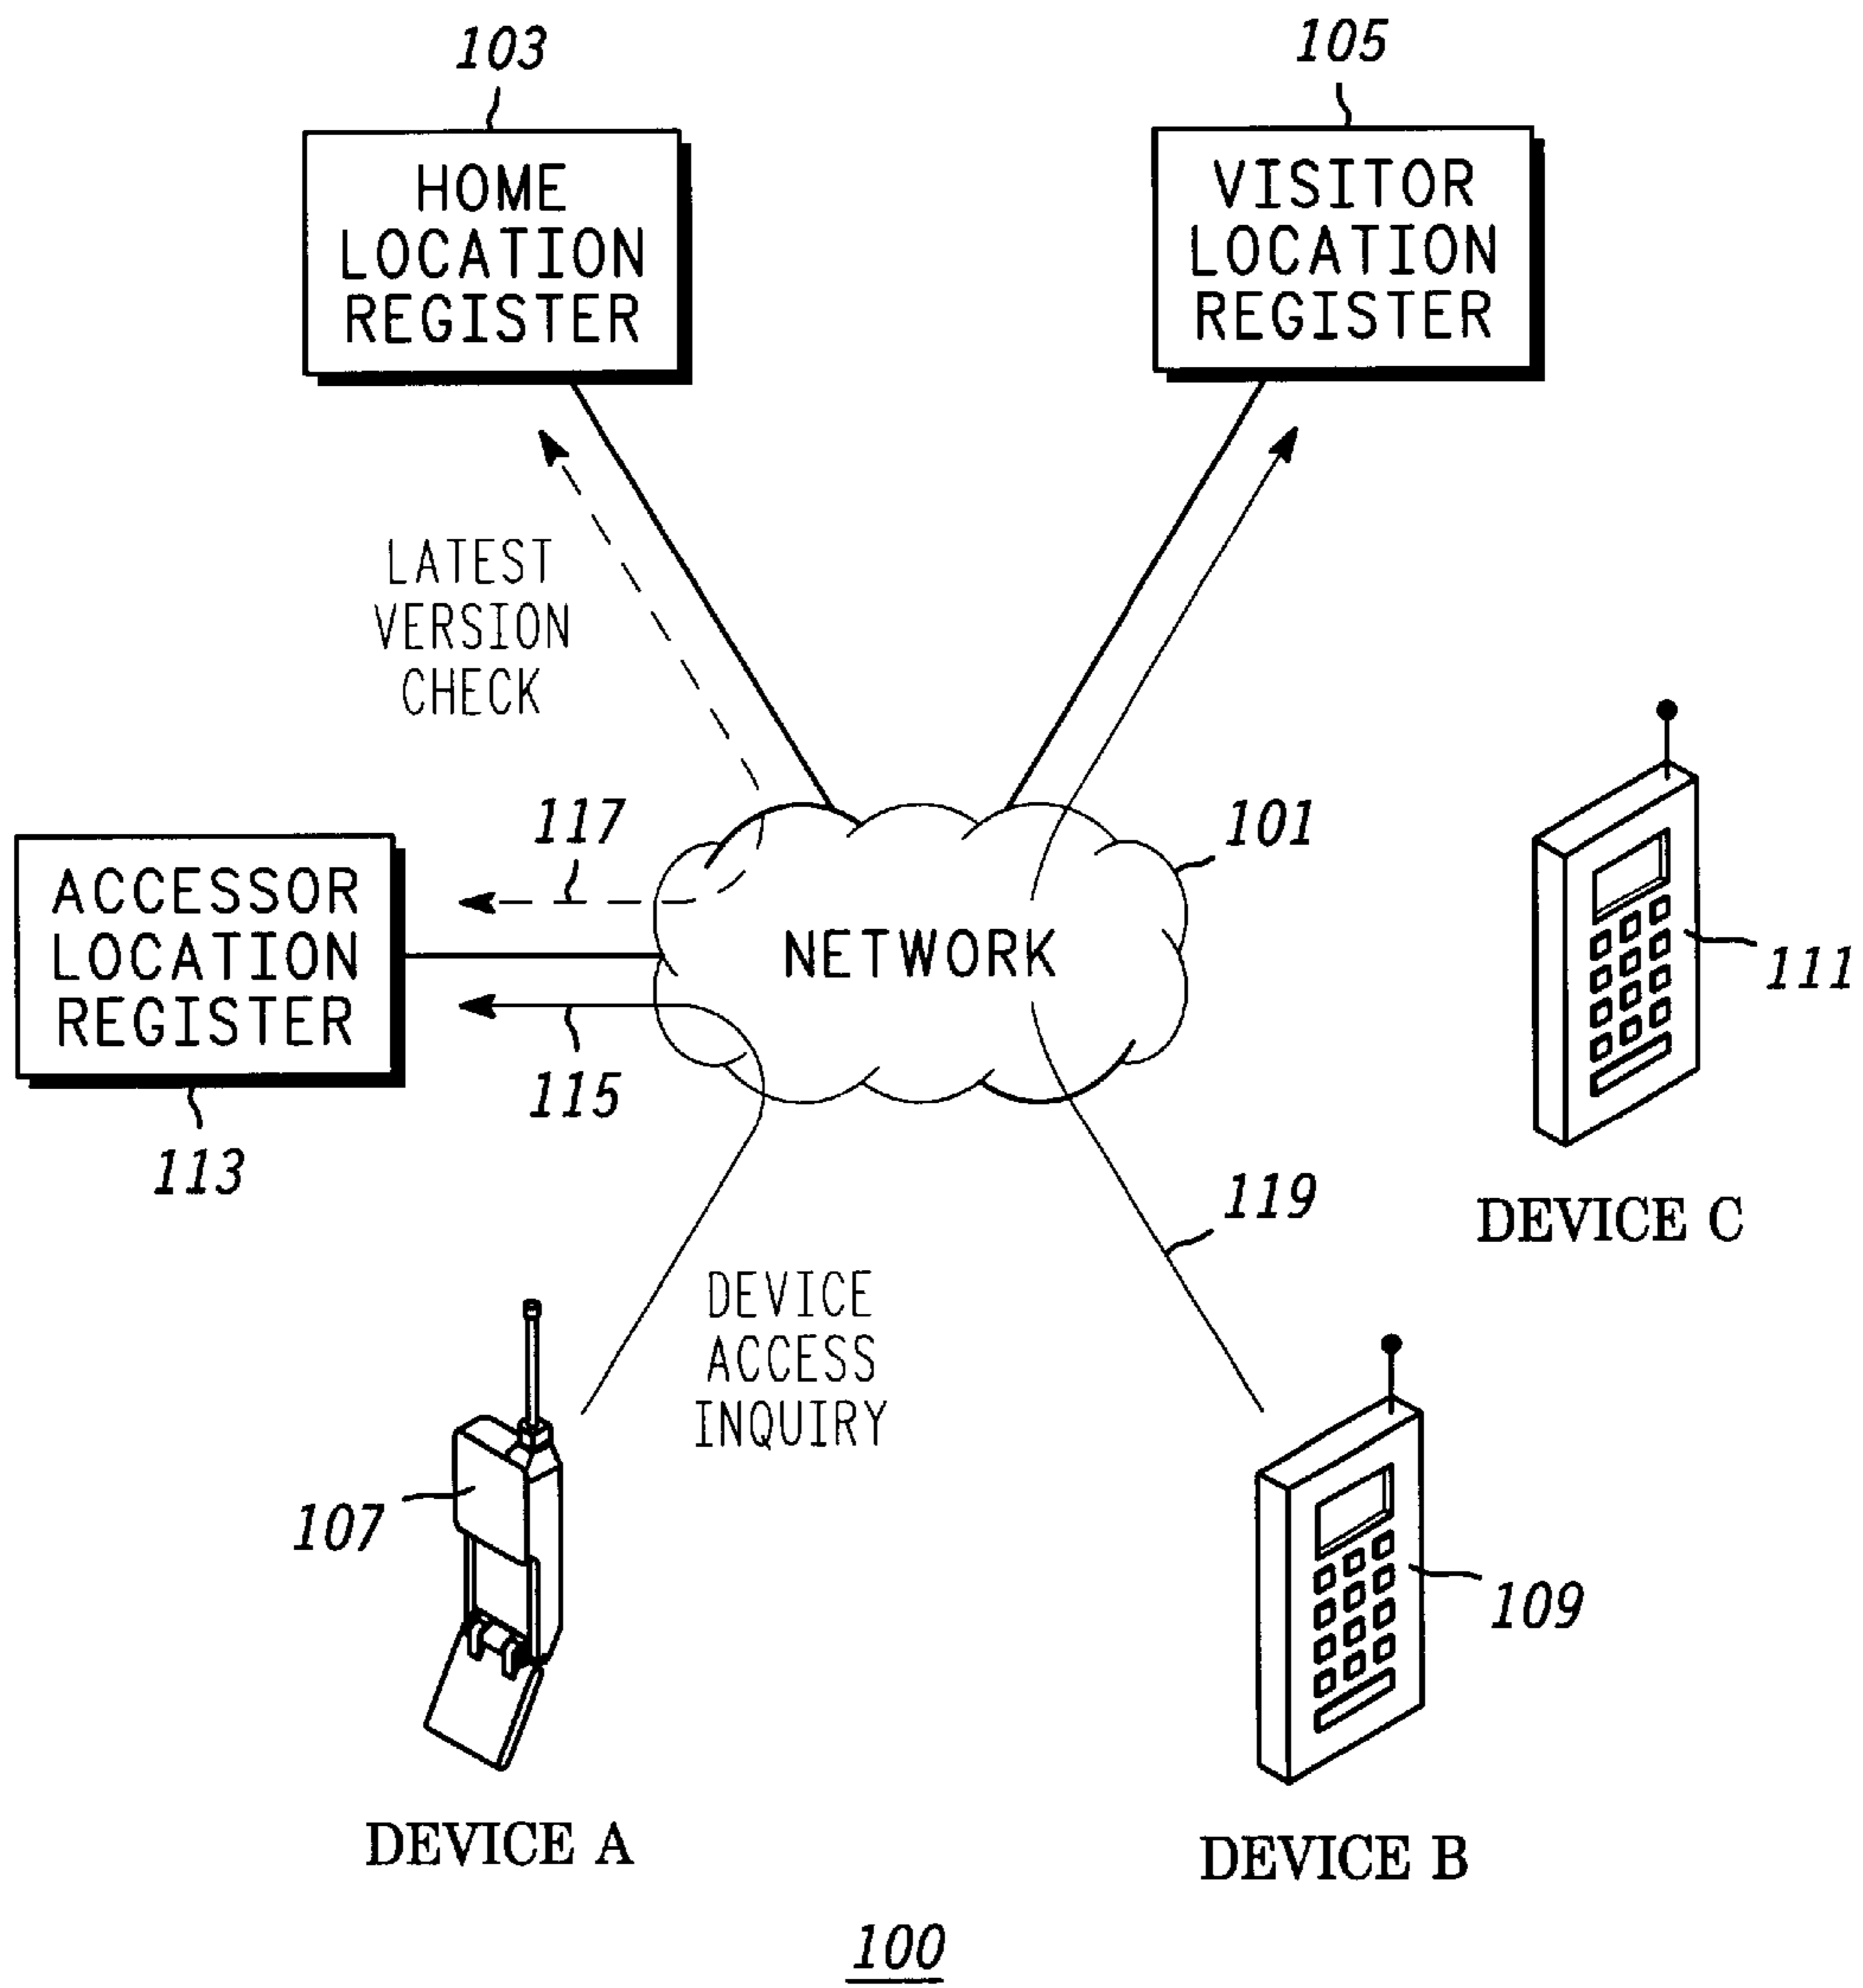 103
105
HOME
LOCATION
REGISTER
VISITOR
LOCATION
REGISTER
LATEST
VERSION
CHECK
117
101
ACCESSOR
LOCATION
REGISTER
NETWORK
111
115
113
119
DEVICE C
DEVICE
ACCESS
INQUIRY
107
109
DEVICE A
DEVICE B
100